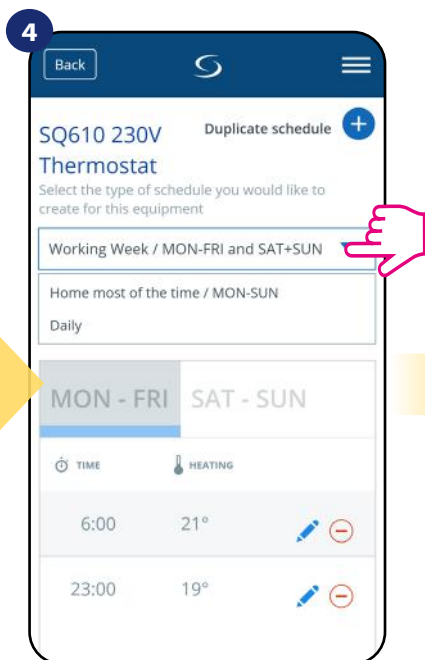 4
Back
SQ610 230V
Thermostat
Duplicate schedule
Select the type of schedule you would like to
create for this equipment
Working Week / MON-FRI and SAT+SUN
Home most of the time / MON-SUN
Daily
MON - FRI SAT - SUN
TIME HEATING
6:00 21°
23:00 19°